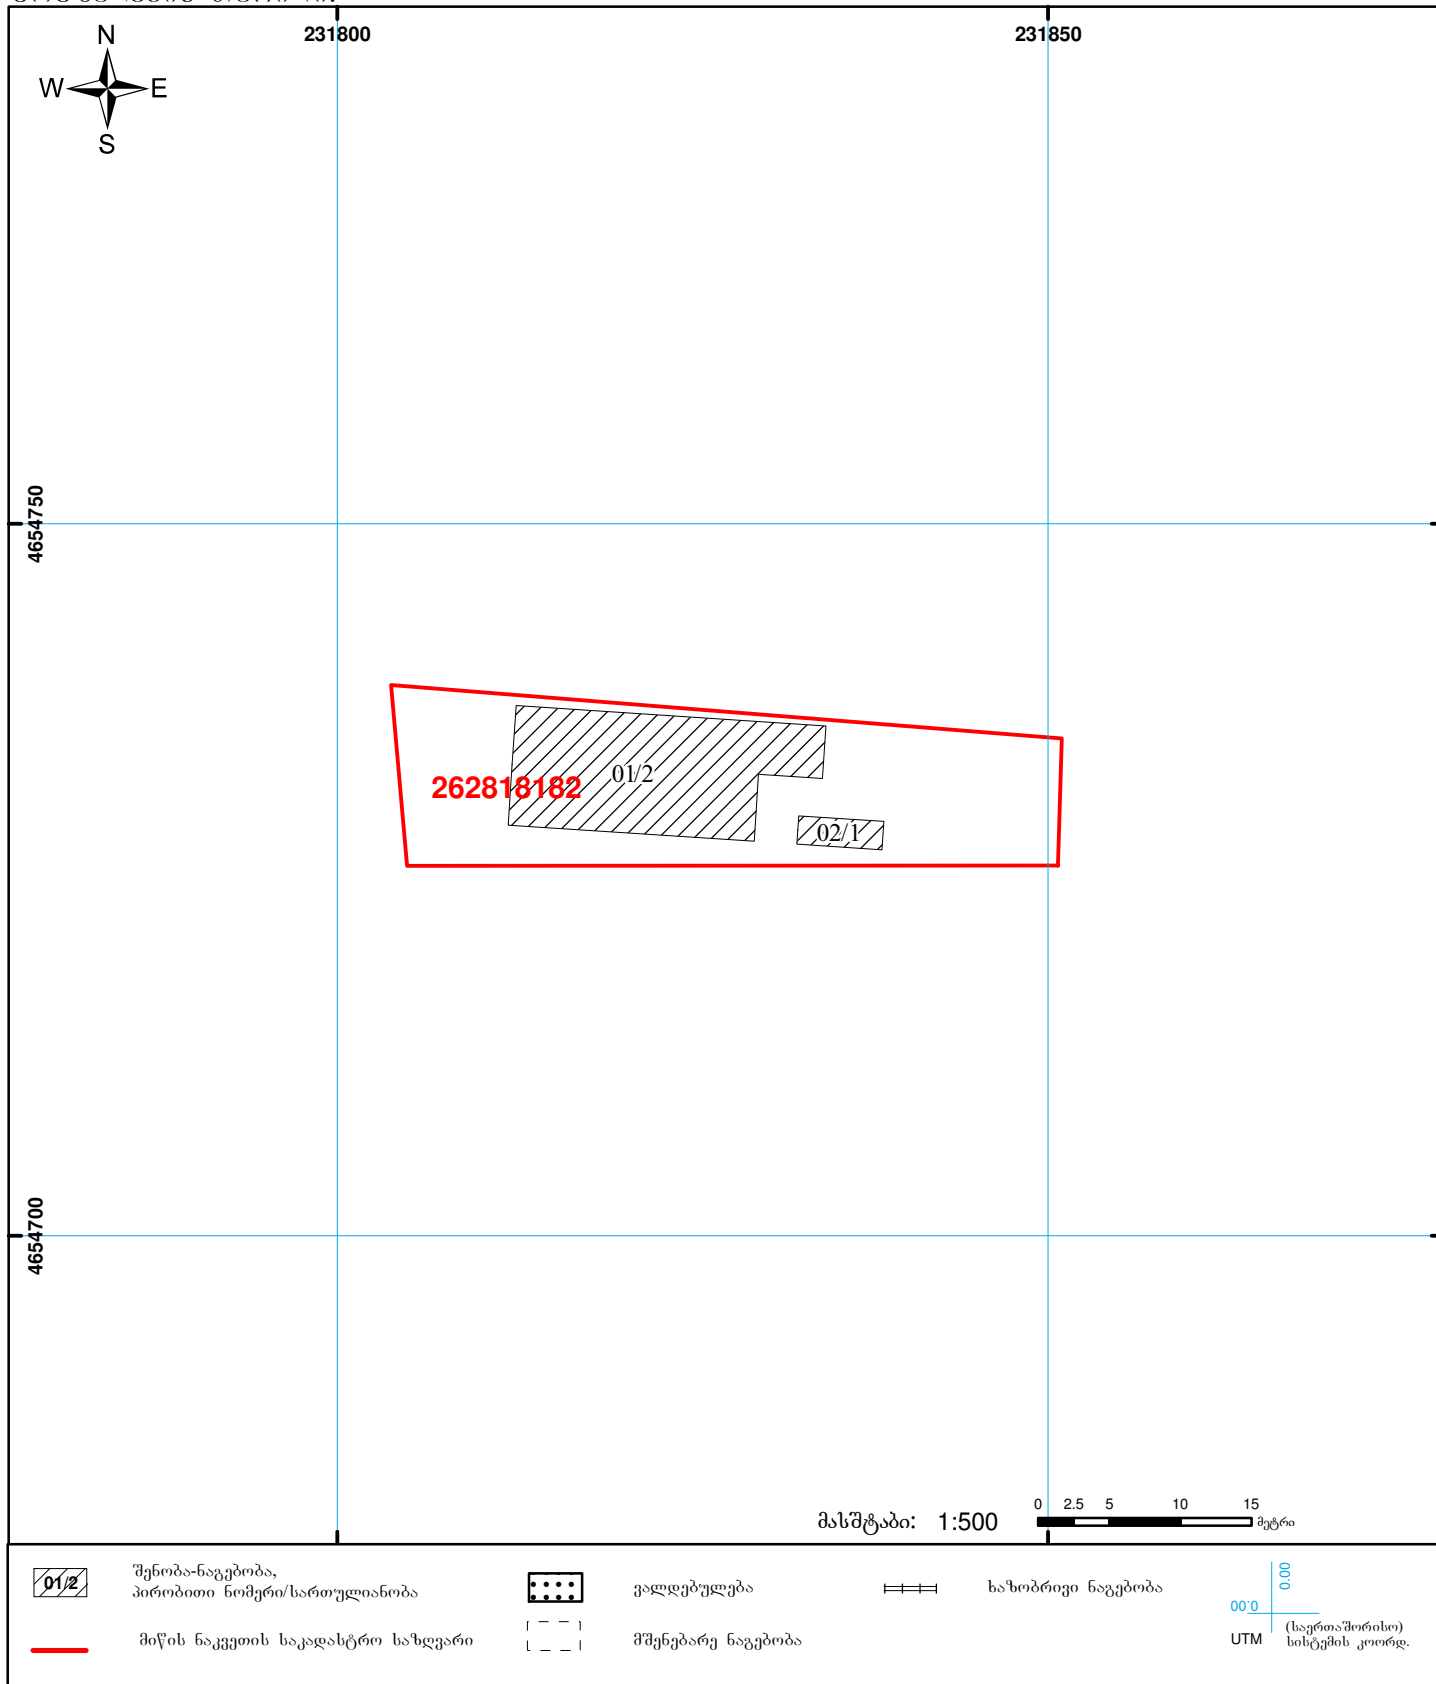 231800
231850
N
W
E
S
4654750
262818182
01/2
02/1
4654700
0 2.5 5 10 15
მასშტაბი: 1:500
მეტრი
01/2
შენობა-ნაგებობა,
პირობითი ნომერი/სართულიანობა
ვალდებულება
ხაზობრივი ნაგებობა
მიწის ნაკვეთის საკადასტრო საზღვარი
მშენებარე ნაგებობა
0.00
0.00
UTM
(საერთაშორისო)
სისტემის კოორდ.